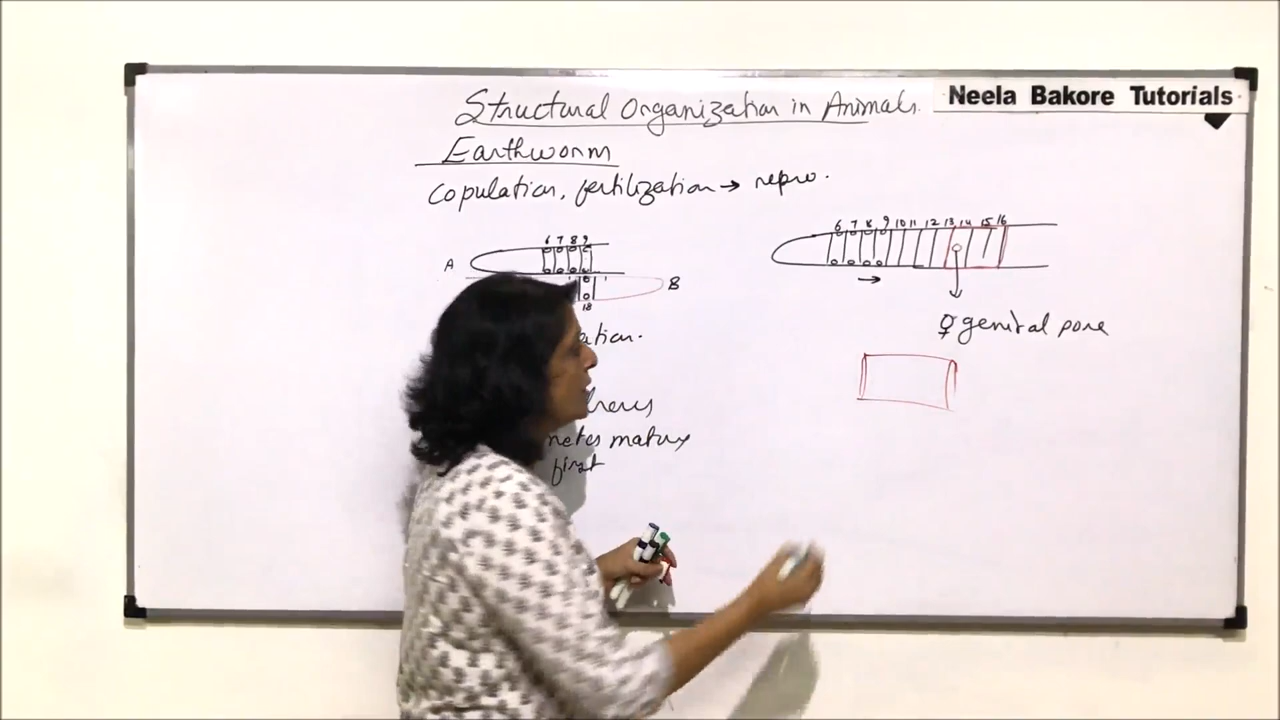 Structural Organization in Animals.
Neela Bakore Tutorials
Earthworm
Copulation, fertilization → repro.
6 7 8 9
6 7 8 9 10 11 12 13 14 15 16
A
B
18
♀ genital pore
mature
first